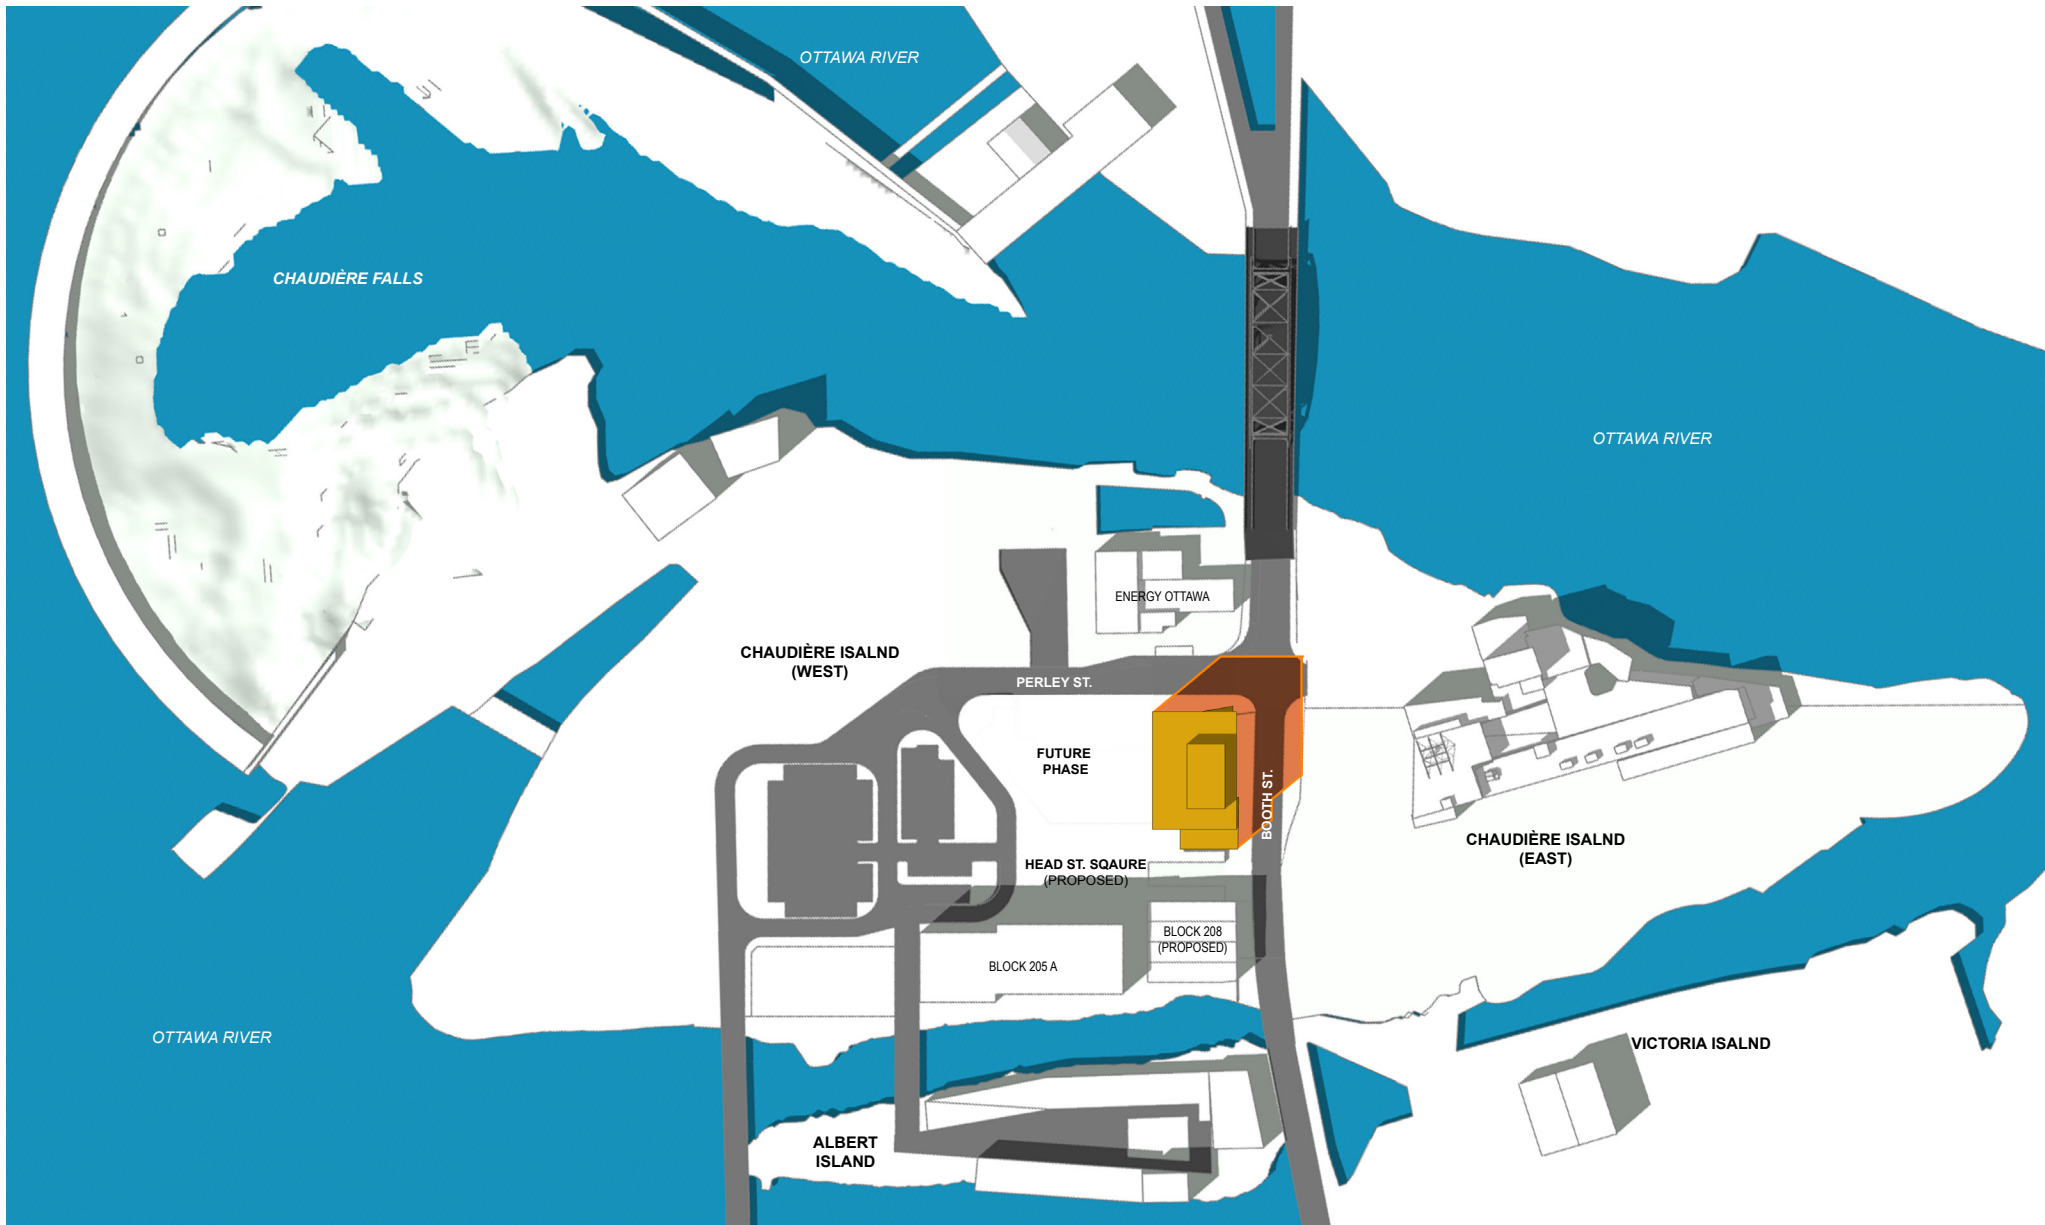 OTTAWA RIVER
CHAUDIÈRE FALLS
OTTAWA RIVER
ENERGY OTTAWA
CHAUDIÈRE ISALND
(WEST)
PERLEY ST.
FUTURE
PHASE
BOOTH ST.
HEAD ST. SQAURE
(PROPOSED)
CHAUDIÈRE ISALND
(EAST)
BLOCK 208
(PROPOSED)
BLOCK 205 A
OTTAWA RIVER
VICTORIA ISALND
ALBERT
ISLAND